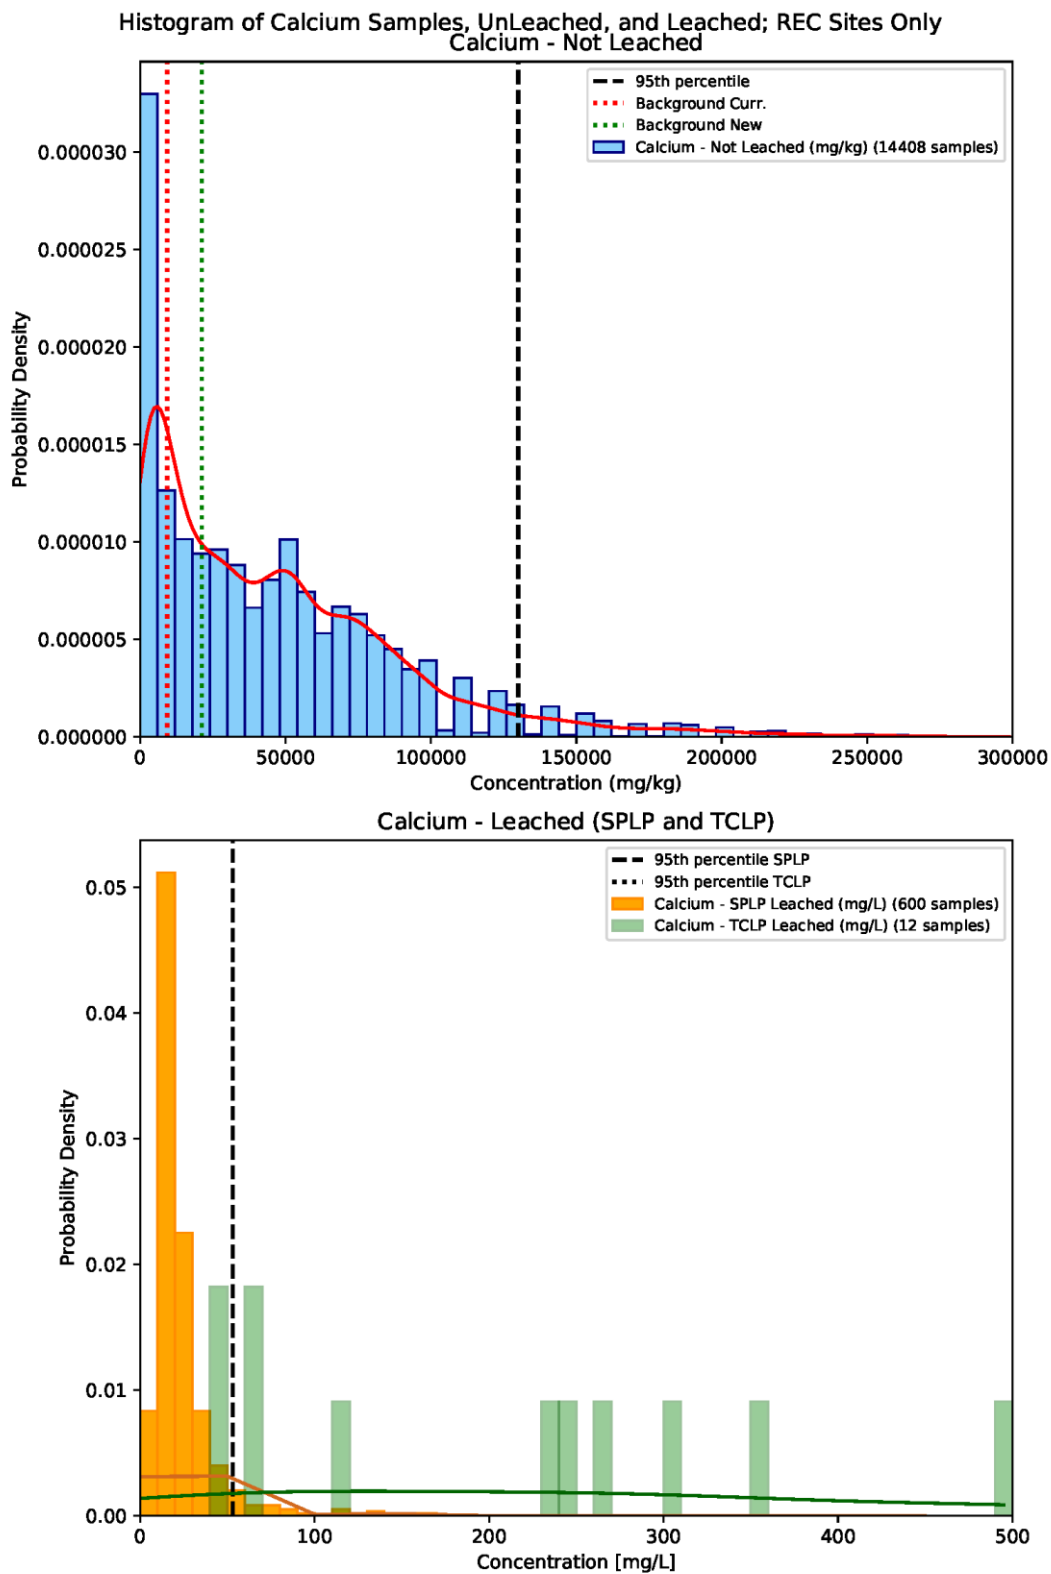 Histogram of Calcium Samples, UnLeached, and Leached; REC Sites Only
Calcium - Not Leached
95th percentile
Background Curr.
Background New
Calcium - Not Leached (mg/kg) (14408 samples)
0.000030
0.000025
0.000020
0.000015
0.000010
0.000005
0.000000
Probability Density
0 50000 100000 150000 200000 250000 300000
Concentration (mg/kg)
Calcium - Leached (SPLP and TCLP)
95th percentile SPLP
95th percentile TCLP
Calcium - SPLP Leached (mg/L) (600 samples)
Calcium - TCLP Leached (mg/L) (12 samples)
0.05
0.04
0.03
0.02
0.01
0.00
Probability Density
0 100 200 300 400 500
Concentration [mg/L]